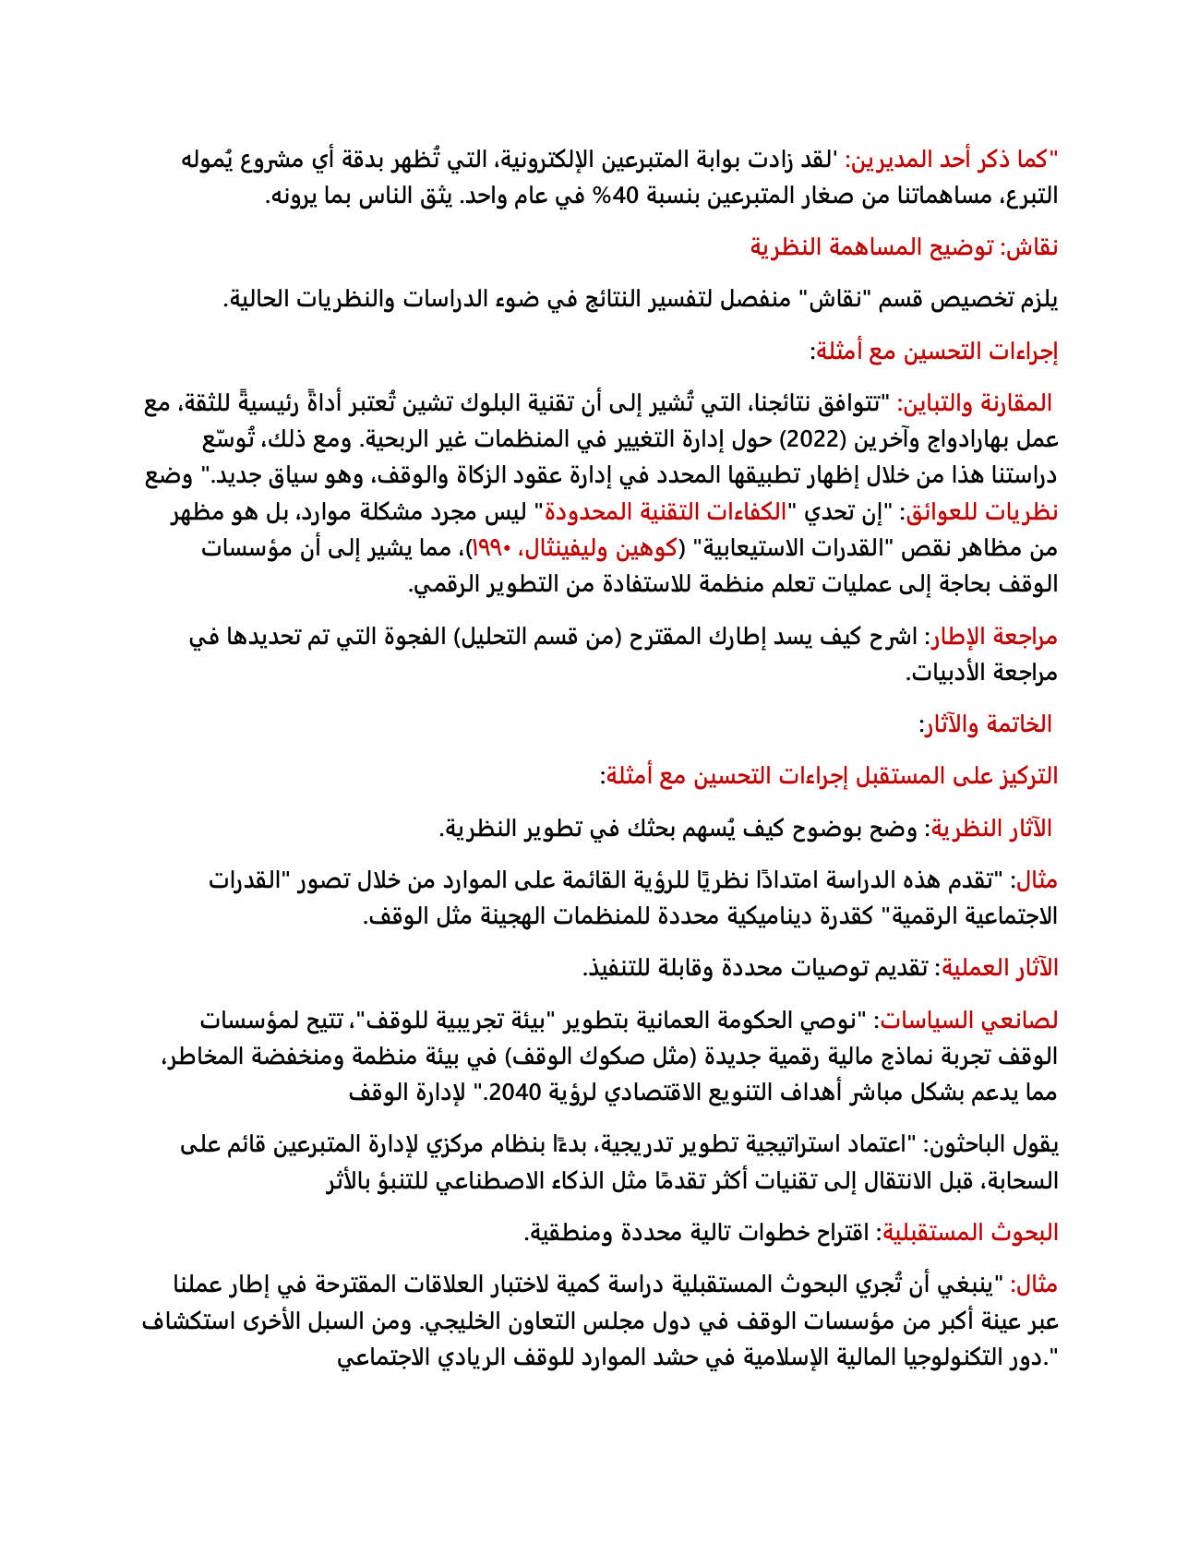 "كما ذكر أحد المديرين: 'لقد زادت بوابة المتبرعين الإلكترونية، التي تُظهر بدقة أي مشروع يُموله
التبرع، مساهماتنا من صغار المتبرعين بنسبة 40% في عام واحد. يثق الناس بما يرونه.
نقاش: توضيح المساهمة النظرية
يلزم تخصيص قسم "نقاش" منفصل لتفسير النتائج في ضوء الدراسات والنظريات الحالية.
إجراءات التحسين مع أمثلة:
المقارنة والتباين: "تتوافق نتائجنا، التي تُشير إلى أن تقنية البلوك تشين تُعتبر أداةً رئيسيةً للثقة، مع
عمل بهارادواج وآخرين (2022) حول إدارة التغيير في المنظمات غير الربحية. ومع ذلك، تُوسّع
دراستنا هذا من خلال إظهار تطبيقها المحدد في إدارة عقود الزكاة والوقف، وهو سياق جديد." وضع
نظريات للعوائق: "إن تحدي "الكفاءات التقنية المحدودة" ليس مجرد مشكلة موارد، بل هو مظهر
من مظاهر نقص "القدرات الاستيعابية" (كوهين وليفينثال، ١٩٩٠)، مما يشير إلى أن مؤسسات
الوقف بحاجة إلى عمليات تعلم منظمة للاستفادة من التطوير الرقمي.
مراجعة الإطار: اشرح كيف يسد إطارك المقترح (من قسم التحليل) الفجوة التي تم تحديدها في
مراجعة الأدبيات.
الخاتمة والآثار:
التركيز على المستقبل إجراءات التحسين مع أمثلة:
الآثار النظرية: وضح بوضوح كيف يُسهم بحثك في تطوير النظرية.
مثال: "تقدم هذه الدراسة امتدادًا نظريًا للرؤية القائمة على الموارد من خلال تصور "القدرات
الاجتماعية الرقمية" كقدرة ديناميكية محددة للمنظمات الهجينة مثل الوقف.
الآثار العملية: تقديم توصيات محددة وقابلة للتنفيذ.
لصانعي السياسات: "نوصي الحكومة العمانية بتطوير "بيئة تجريبية للوقف"، تتيح لمؤسسات
الوقف تجربة نماذج مالية رقمية جديدة (مثل صكوك الوقف) في بيئة منظمة ومنخفضة المخاطر،
مما يدعم بشكل مباشر أهداف التنويع الاقتصادي لرؤية 2040." لإدارة الوقف
يقول الباحثون: "اعتماد استراتيجية تطوير تدريجية، بدءًا بنظام مركزي لإدارة المتبرعين قائم على
السحابة، قبل الانتقال إلى تقنيات أكثر تقدمًا مثل الذكاء الاصطناعي للتنبؤ بالأثر
البحوث المستقبلية: اقتراح خطوات تالية محددة ومنطقية.
مثال: "ينبغي أن تُجري البحوث المستقبلية دراسة كمية لاختبار العلاقات المقترحة في إطار عملنا
عبر عينة أكبر من مؤسسات الوقف في دول مجلس التعاون الخليجي. ومن السبل الأخرى استكشاف
".دور التكنولوجيا المالية الإسلامية في حشد الموارد للوقف الريادي الاجتماعي